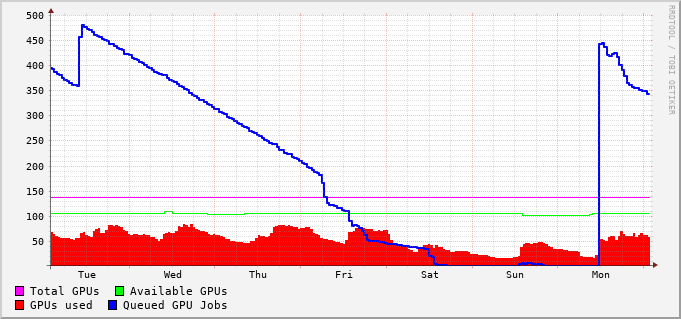 500
450
400
350
300
250
200
150
100
50
Tue Wed Thu Fri Sat Sun Mon
Total GPUs Available GPUs
GPUs used Queued GPU Jobs
RRDTOOL / TOBI OETIKER